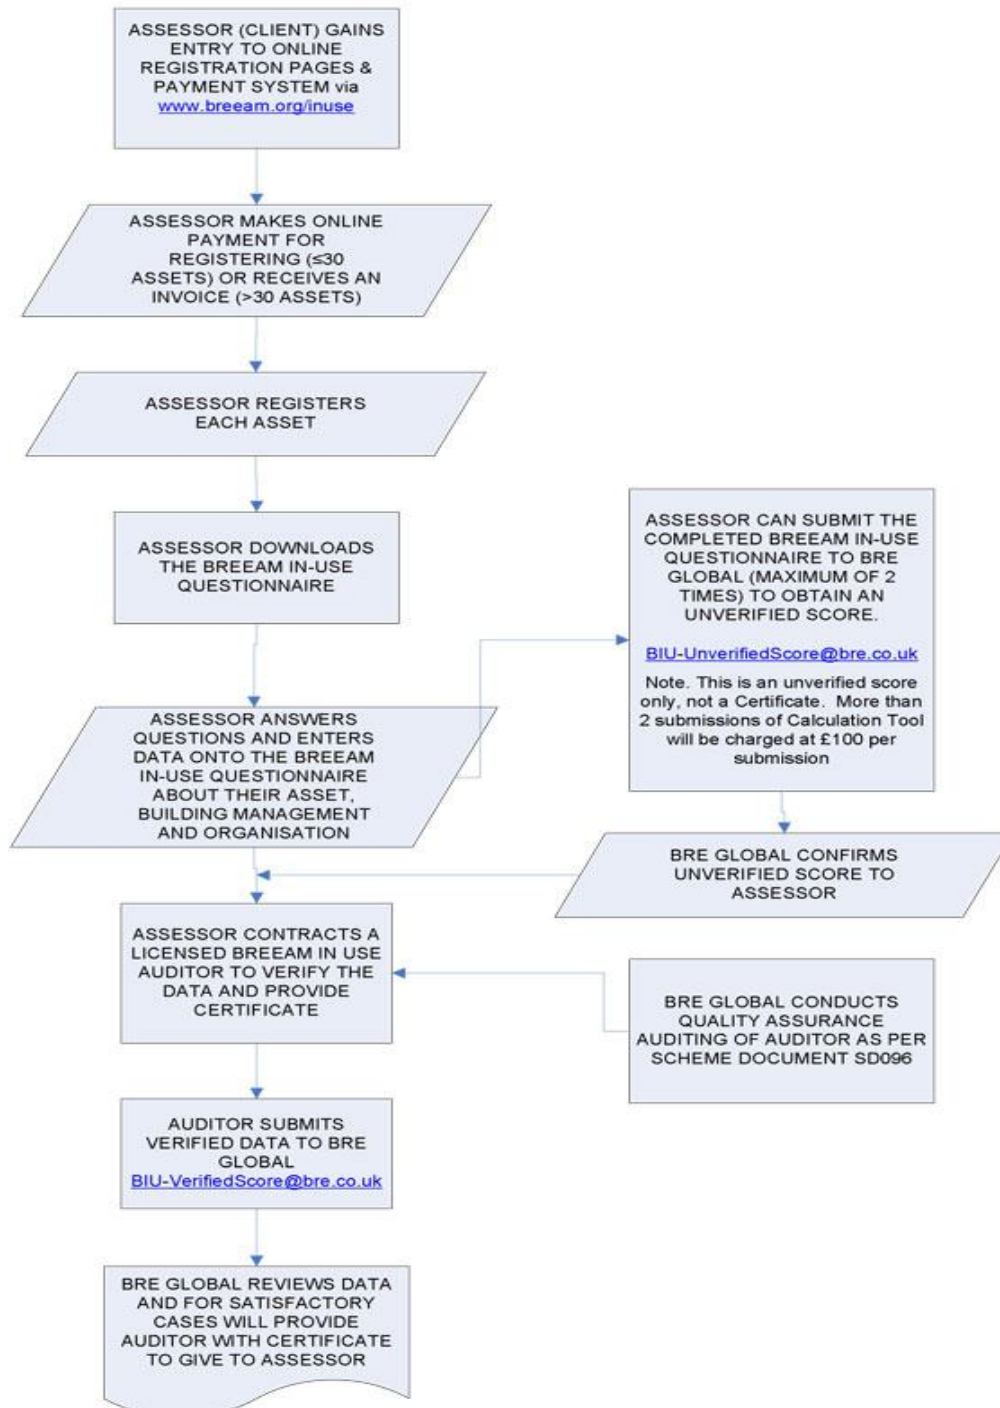 ASSESSOR (CLIENT) GAINS
ENTRY TO ONLINE
REGISTRATION PAGES &
PAYMENT SYSTEM via
www.breeam.org/inuse
ASSESSOR MAKES ONLINE
PAYMENT FOR
REGISTERING (≤30
ASSETS) OR RECEIVES AN
INVOICE (>30 ASSETS)
ASSESSOR REGISTERS
EACH ASSET
ASSESSOR DOWNLOADS
THE BREEAM IN-USE
QUESTIONNAIRE
ASSESSOR ANSWERS
QUESTIONS AND ENTERS
DATA ONTO THE BREEAM
IN-USE QUESTIONNAIRE
ABOUT THEIR ASSET,
BUILDING MANAGEMENT
AND ORGANISATION
ASSESSOR CAN SUBMIT THE
COMPLETED BREEAM IN-USE
QUESTIONNAIRE TO BRE
GLOBAL (MAXIMUM OF 2
TIMES) TO OBTAIN AN
UNVERIFIED SCORE.
BIU-UnverifiedScore@bre.co.uk
Note. This is an unverified score
only, not a Certificate. More than
2 submissions of Calculation Tool
will be charged at £100 per
submission
BRE GLOBAL CONFIRMS
UNVERIFIED SCORE TO
ASSESSOR
ASSESSOR CONTRACTS A
LICENSED BREEAM IN USE
AUDITOR TO VERIFY THE
DATA AND PROVIDE
CERTIFICATE
BRE GLOBAL CONDUCTS
QUALITY ASSURANCE
AUDITING OF AUDITOR AS PER
SCHEME DOCUMENT SD096
AUDITOR SUBMITS
VERIFIED DATA TO BRE
GLOBAL
BIU-VerifiedScore@bre.co.uk
BRE GLOBAL REVIEWS DATA
AND FOR SATISFACTORY
CASES WILL PROVIDE
AUDITOR WITH CERTIFICATE
TO GIVE TO ASSESSOR